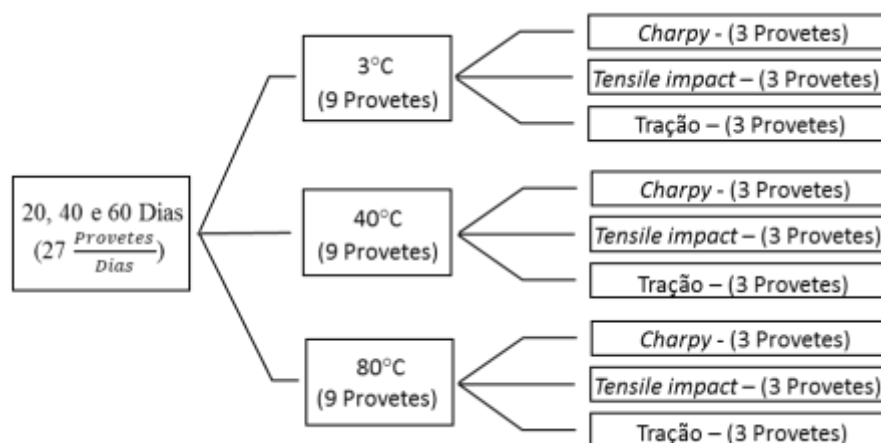 20, 40 e 60 Dias
(27 Provetes/Dias)
3°C
(9 Provetes)
Charpy - (3 Provetes)
Tensile impact – (3 Provetes)
Tração – (3 Provetes)
40°C
(9 Provetes)
Charpy - (3 Provetes)
Tensile impact – (3 Provetes)
Tração – (3 Provetes)
80°C
(9 Provetes)
Charpy - (3 Provetes)
Tensile impact – (3 Provetes)
Tração – (3 Provetes)